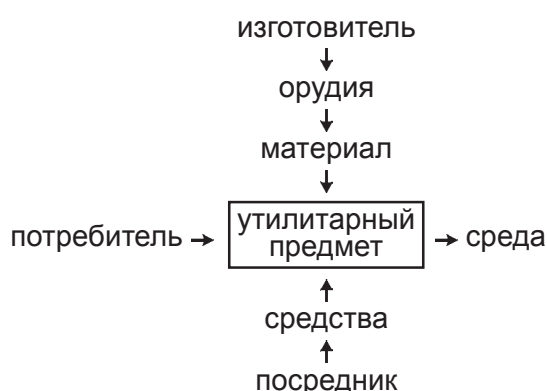 изготовитель
орудия
материал
потребитель → утилитарный предмет → среда
средства
посредник